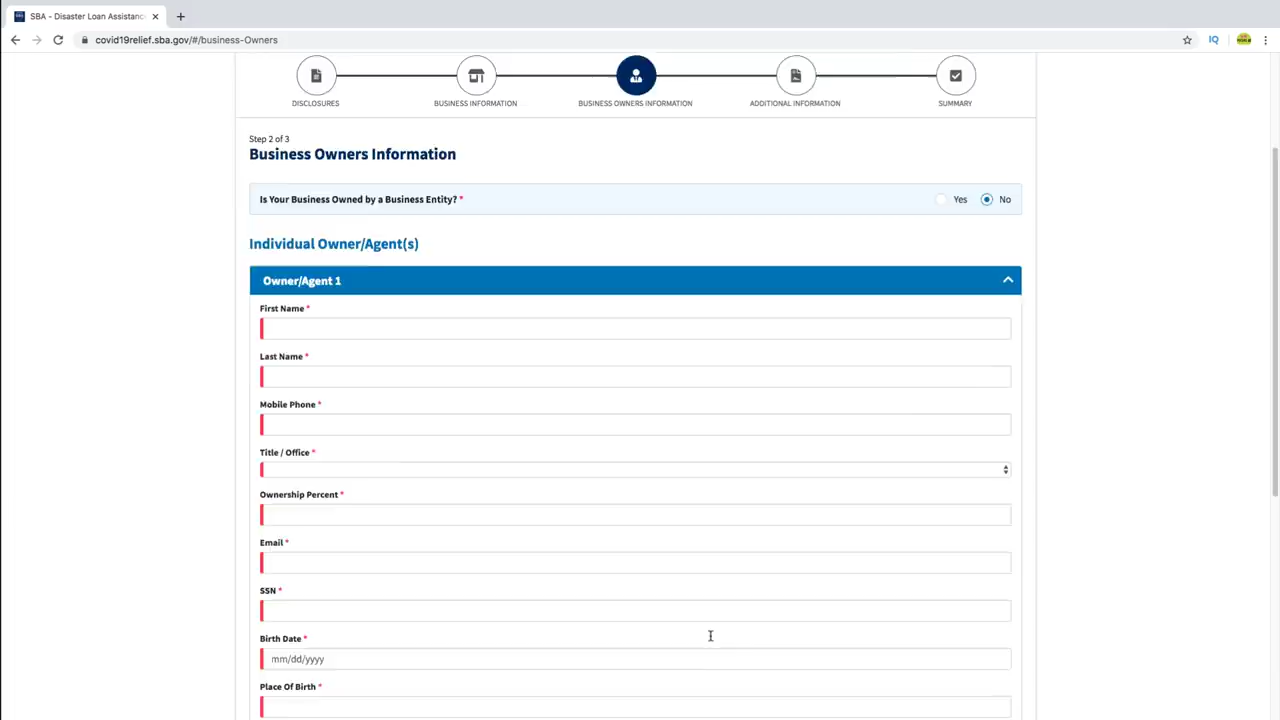 SBA - Disaster Loan Assistanc
covid19relief.sba.gov/#/business-Owners
IQ
DISCLOSURES
BUSINESS INFORMATION
BUSINESS OWNERS INFORMATION
ADDITIONAL INFORMATION
SUMMARY
Step 2 of 3
Business Owners Information
Is Your Business Owned by a Business Entity? *
Yes
No
Individual Owner/Agent(s)
Owner/Agent 1
First Name *
Last Name *
Mobile Phone *
Title / Office *
Ownership Percent *
Email *
SSN *
Birth Date *
mm/dd/yyyy
Place Of Birth *